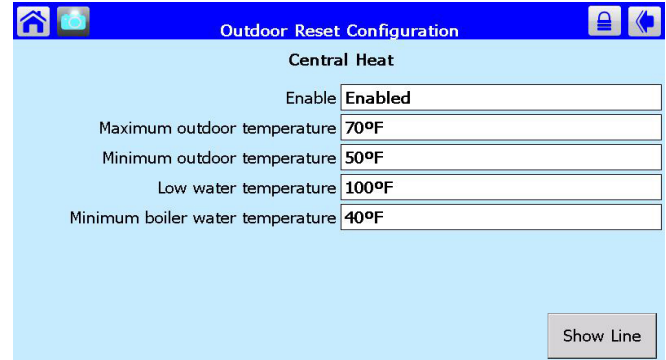 Outdoor Reset Configuration
Central Heat
Enable Enabled
Maximum outdoor temperature 70ºF
Minimum outdoor temperature 50ºF
Low water temperature 100ºF
Minimum boiler water temperature 40ºF
Show Line